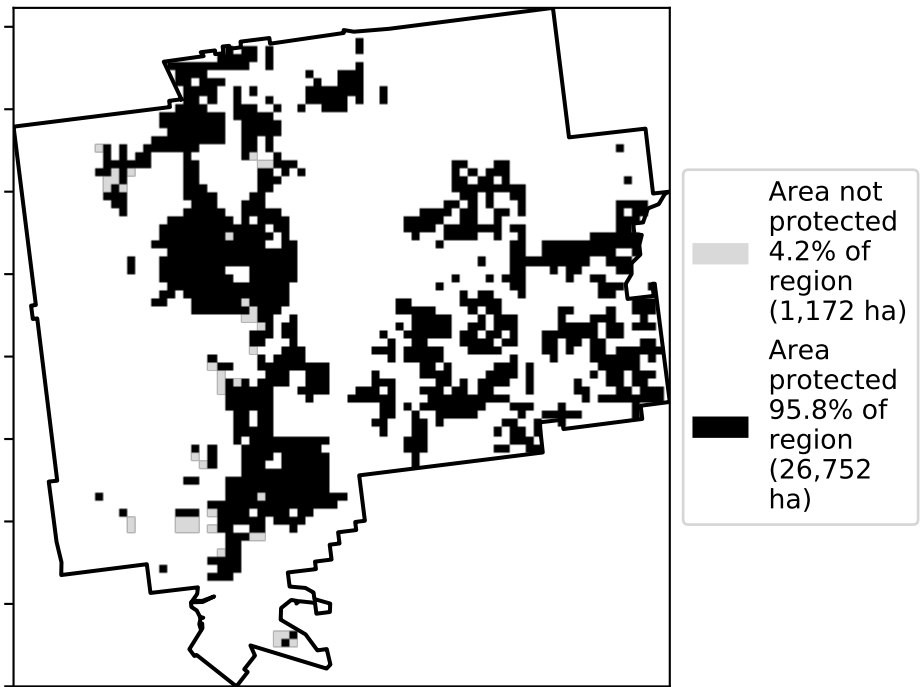 Area not
protected
4.2% of
region
(1,172 ha)
Area
protected
95.8% of
region
(26,752
ha)